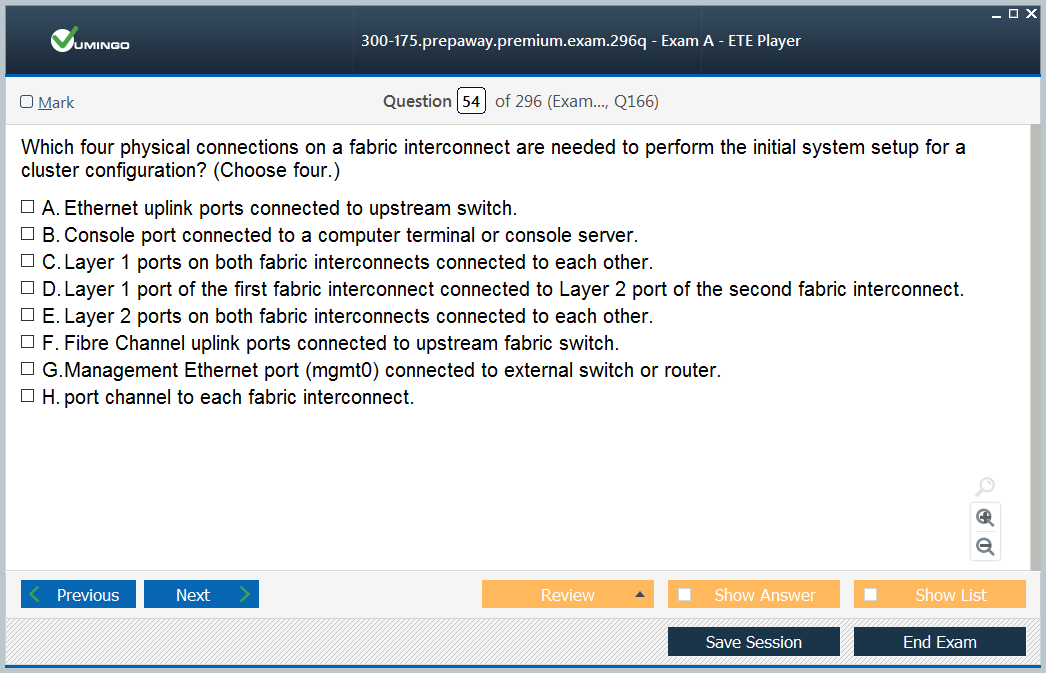 VUMINGO
300-175.prepaway.premium.exam.296q - Exam A - ETE Player
Mark
Question 54 of 296 (Exam..., Q166)
Which four physical connections on a fabric interconnect are needed to perform the initial system setup for a
cluster configuration? (Choose four.)
A. Ethernet uplink ports connected to upstream switch.
B. Console port connected to a computer terminal or console server.
C. Layer 1 ports on both fabric interconnects connected to each other.
D. Layer 1 port of the first fabric interconnect connected to Layer 2 port of the second fabric interconnect.
E. Layer 2 ports on both fabric interconnects connected to each other.
F. Fibre Channel uplink ports connected to upstream fabric switch.
G.Management Ethernet port (mgmt0) connected to external switch or router.
H. port channel to each fabric interconnect.
Previous
Next
Review
Show Answer
Show List
Save Session
End Exam